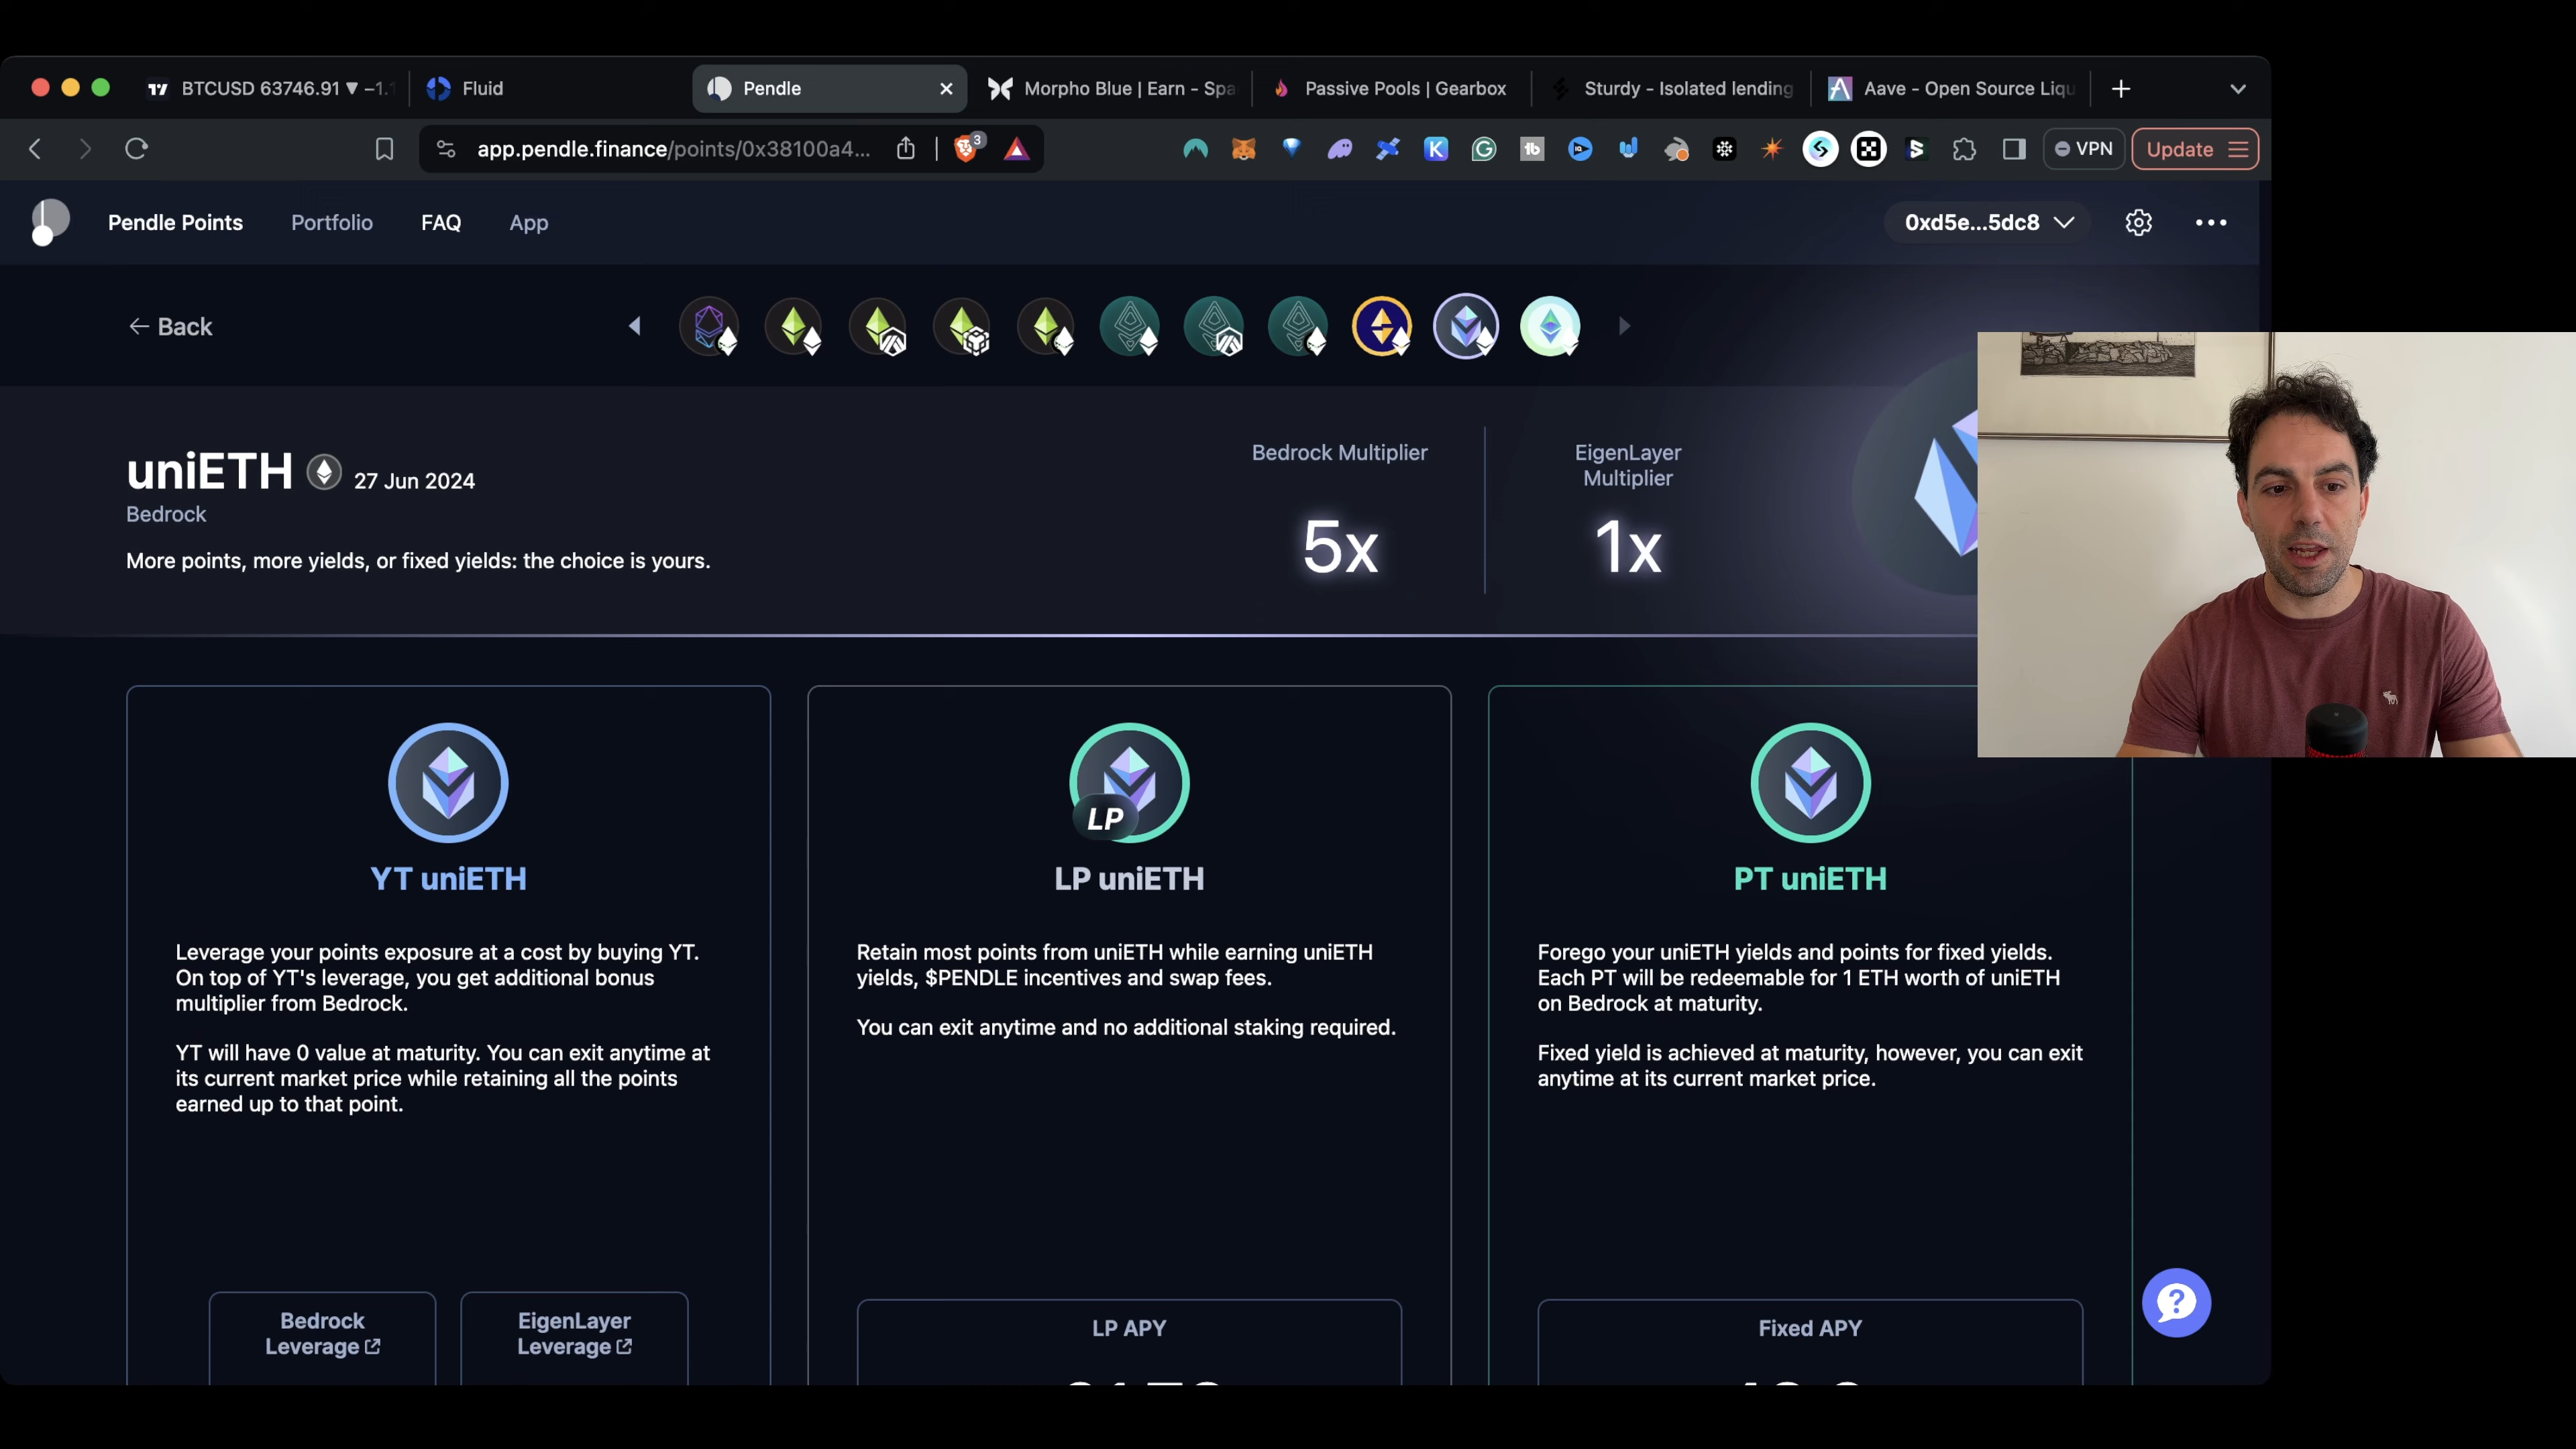 BTCUSD 63746.91 ▼ −1.1
Fluid
Pendle
Morpho Blue | Earn - Spa
Passive Pools | Gearbox
Sturdy - Isolated lending
Aave - Open Source Liqu
app.pendle.finance/points/0x38100a4...
3
VPN
Update
Pendle Points
Portfolio
FAQ
App
0xd5e...5dc8
Back
uniETH
27 Jun 2024
Bedrock
More points, more yields, or fixed yields: the choice is yours.
Bedrock Multiplier
5x
EigenLayer
Multiplier
1x
YT uniETH
Leverage your points exposure at a cost by buying YT.
On top of YT's leverage, you get additional bonus
multiplier from Bedrock.
YT will have 0 value at maturity. You can exit anytime at
its current market price while retaining all the points
earned up to that point.
Bedrock
Leverage
EigenLayer
Leverage
LP
LP uniETH
Retain most points from uniETH while earning uniETH
yields, $PENDLE incentives and swap fees.
You can exit anytime and no additional staking required.
LP APY
PT uniETH
Forego your uniETH yields and points for fixed yields.
Each PT will be redeemable for 1 ETH worth of uniETH
on Bedrock at maturity.
Fixed yield is achieved at maturity, however, you can exit
anytime at its current market price.
Fixed APY